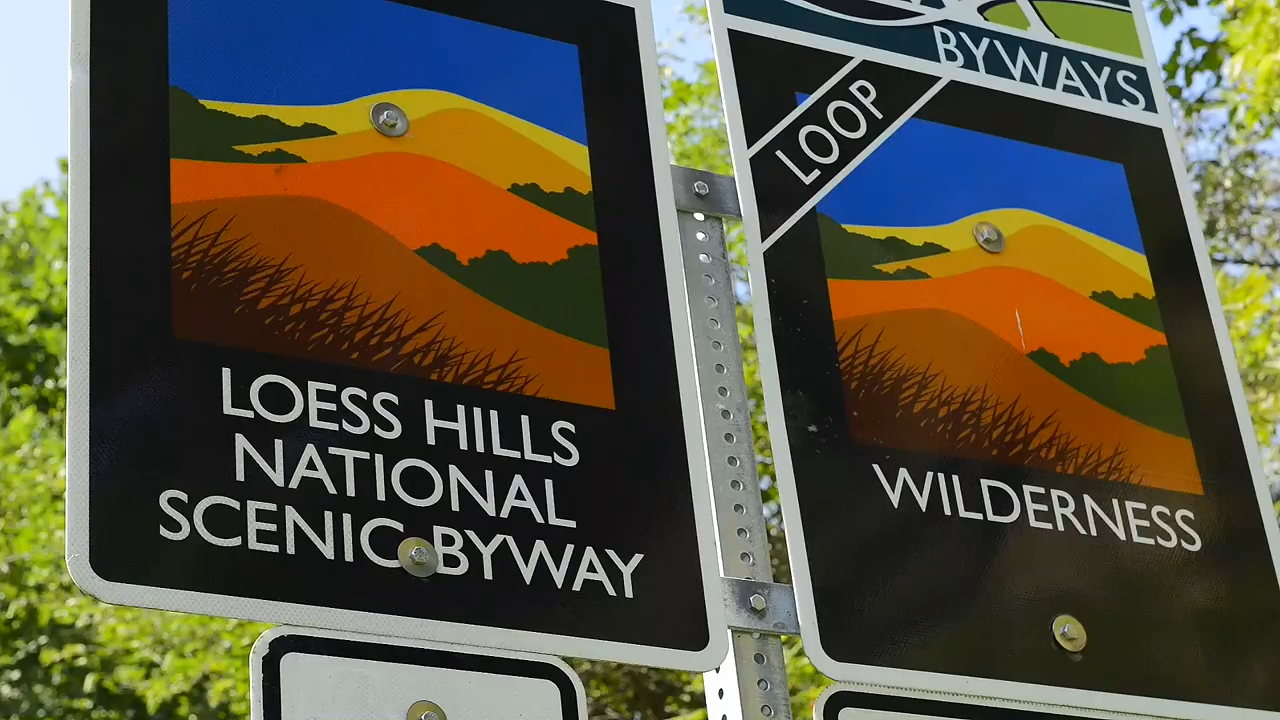 LOESS HILLS
NATIONAL
SCENIC BYWAY
BYWAYS
LOOP
WILDERNESS